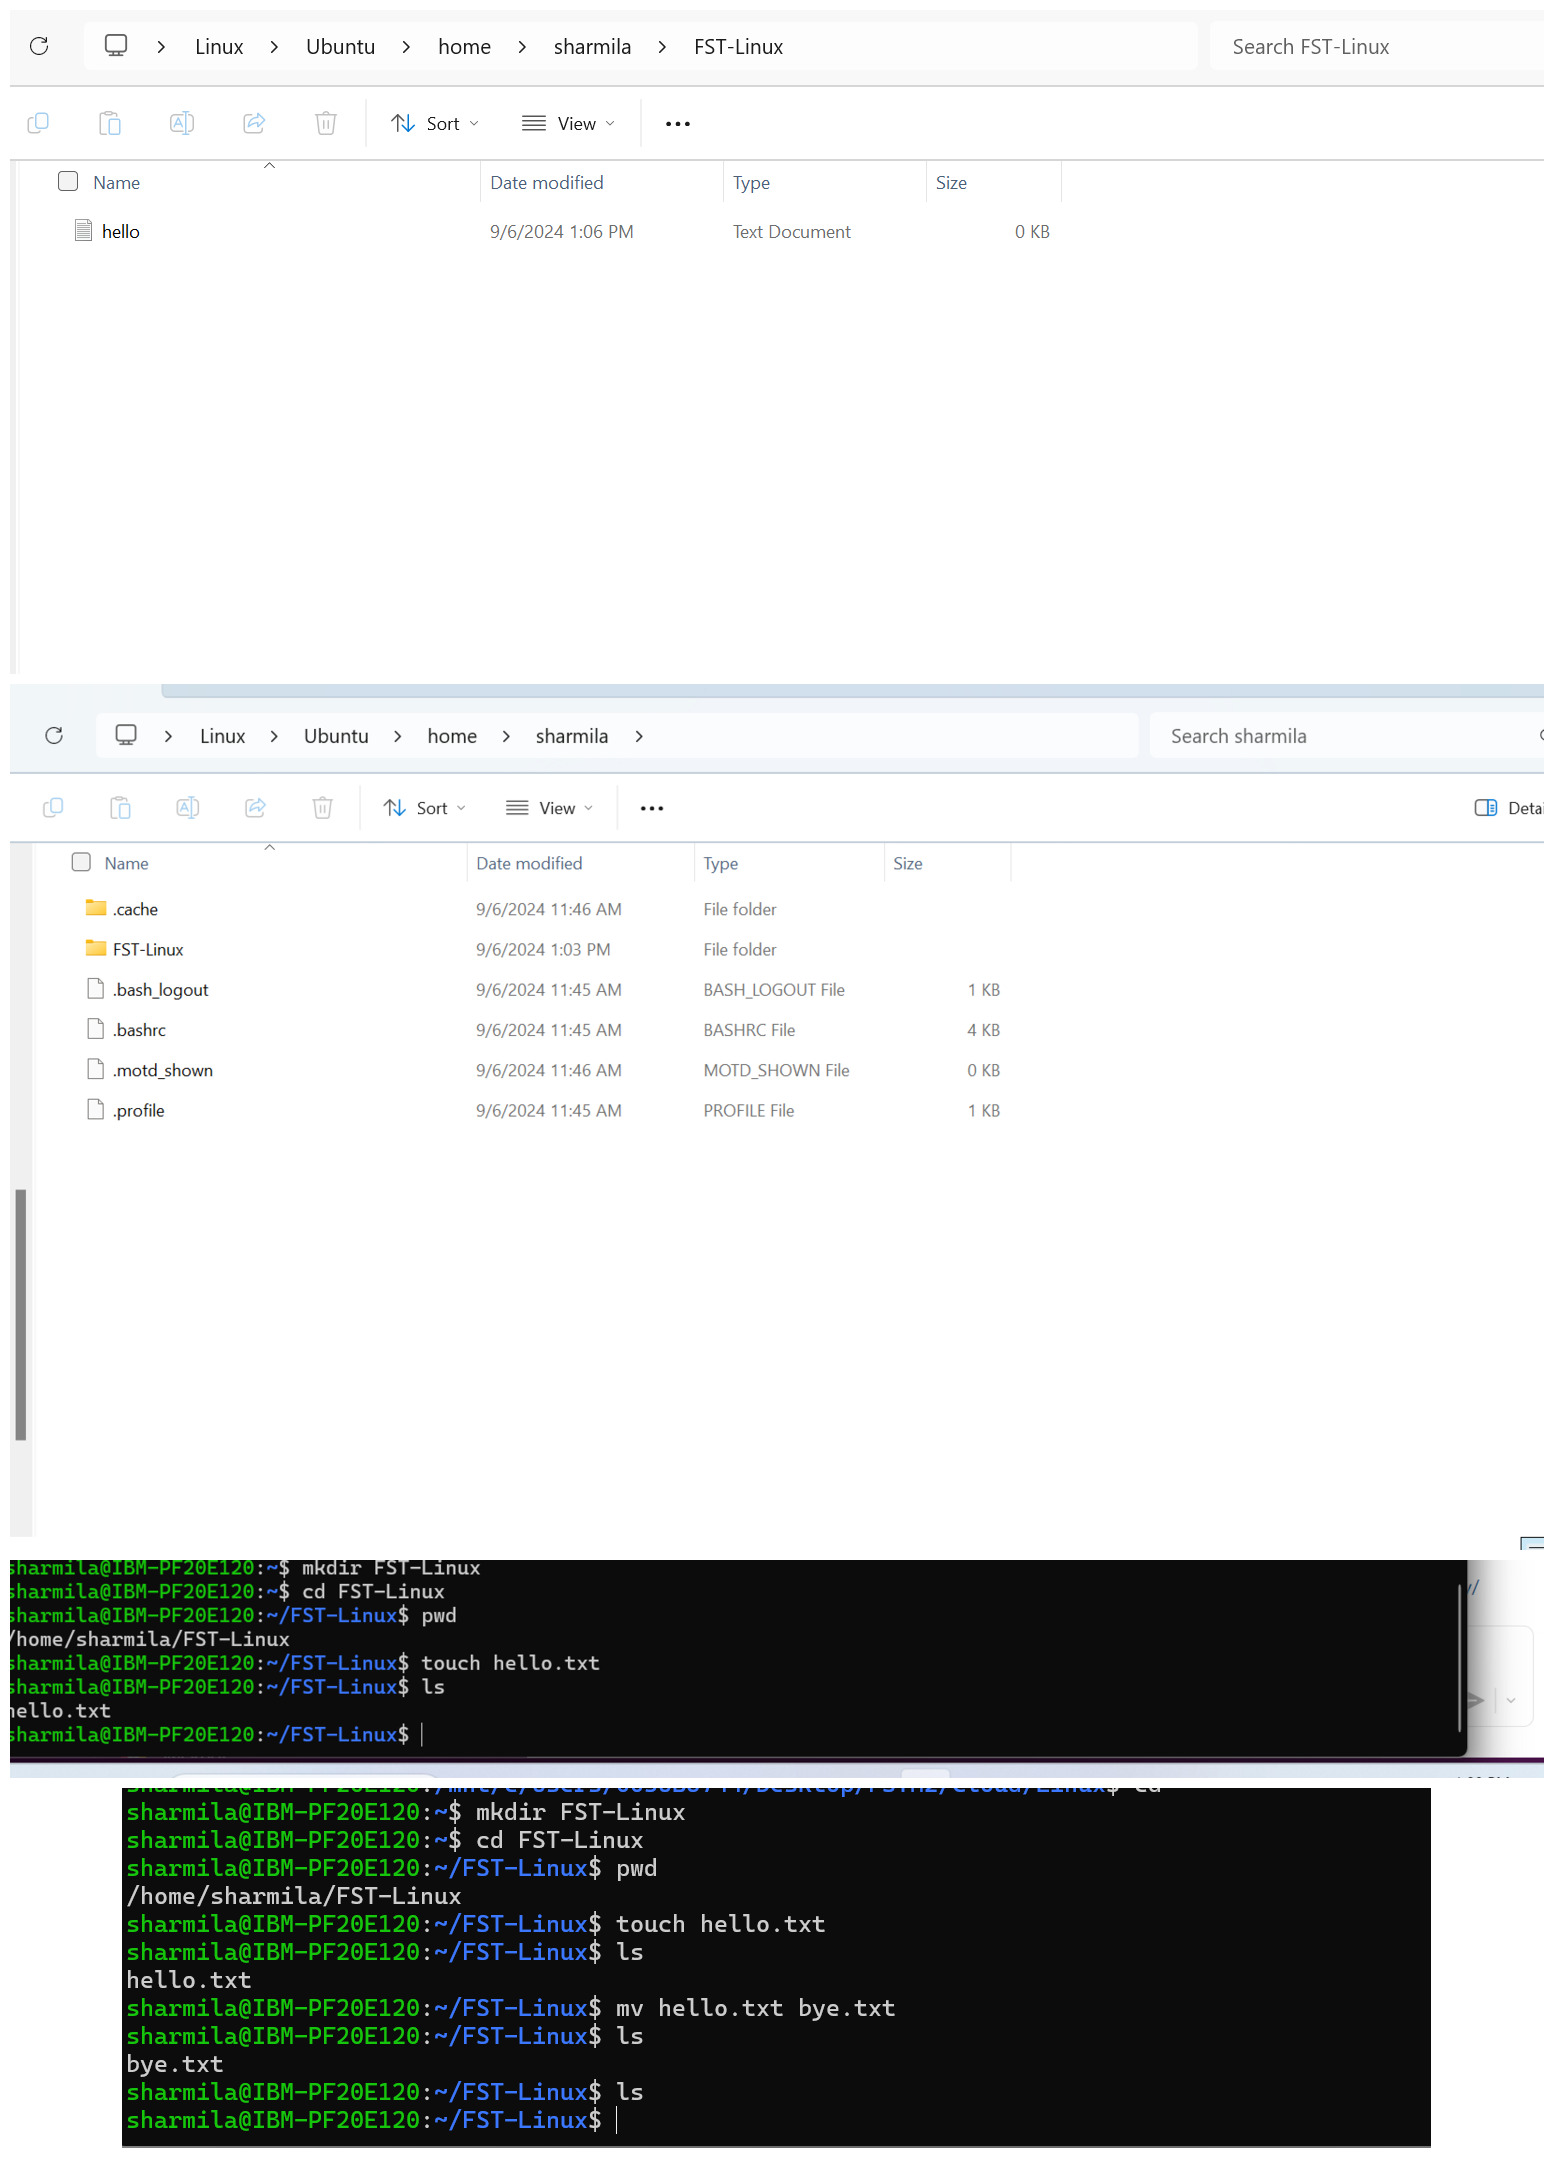 Linux > Ubuntu > home > sharmila > FST-Linux Search FST-Linux
Sort View
Name Date modified Type Size
hello 9/6/2024 1:06 PM Text Document 0 KB
Linux > Ubuntu > home > sharmila > Search sharmila
Sort View
Name Date modified Type Size
.cache 9/6/2024 11:46 AM File folder
FST-Linux 9/6/2024 1:03 PM File folder
.bash_logout 9/6/2024 11:45 AM BASH_LOGOUT File 1 KB
.bashrc 9/6/2024 11:45 AM BASHRC File 4 KB
.motd_shown 9/6/2024 11:46 AM MOTD_SHOWN File 0 KB
.profile 9/6/2024 11:45 AM PROFILE File 1 KB
sharmila@IBM-PF20E120:~$ mkdir FST-Linux
sharmila@IBM-PF20E120:~$ cd FST-Linux
sharmila@IBM-PF20E120:~/FST-Linux$ pwd
/home/sharmila/FST-Linux
sharmila@IBM-PF20E120:~/FST-Linux$ touch hello.txt
sharmila@IBM-PF20E120:~/FST-Linux$ ls
hello.txt
sharmila@IBM-PF20E120:~/FST-Linux$
sharmila@IBM-PF20E120:~$ mkdir FST-Linux
sharmila@IBM-PF20E120:~$ cd FST-Linux
sharmila@IBM-PF20E120:~/FST-Linux$ pwd
/home/sharmila/FST-Linux
sharmila@IBM-PF20E120:~/FST-Linux$ touch hello.txt
sharmila@IBM-PF20E120:~/FST-Linux$ ls
hello.txt
sharmila@IBM-PF20E120:~/FST-Linux$ mv hello.txt bye.txt
sharmila@IBM-PF20E120:~/FST-Linux$ ls
bye.txt
sharmila@IBM-PF20E120:~/FST-Linux$ ls
sharmila@IBM-PF20E120:~/FST-Linux$